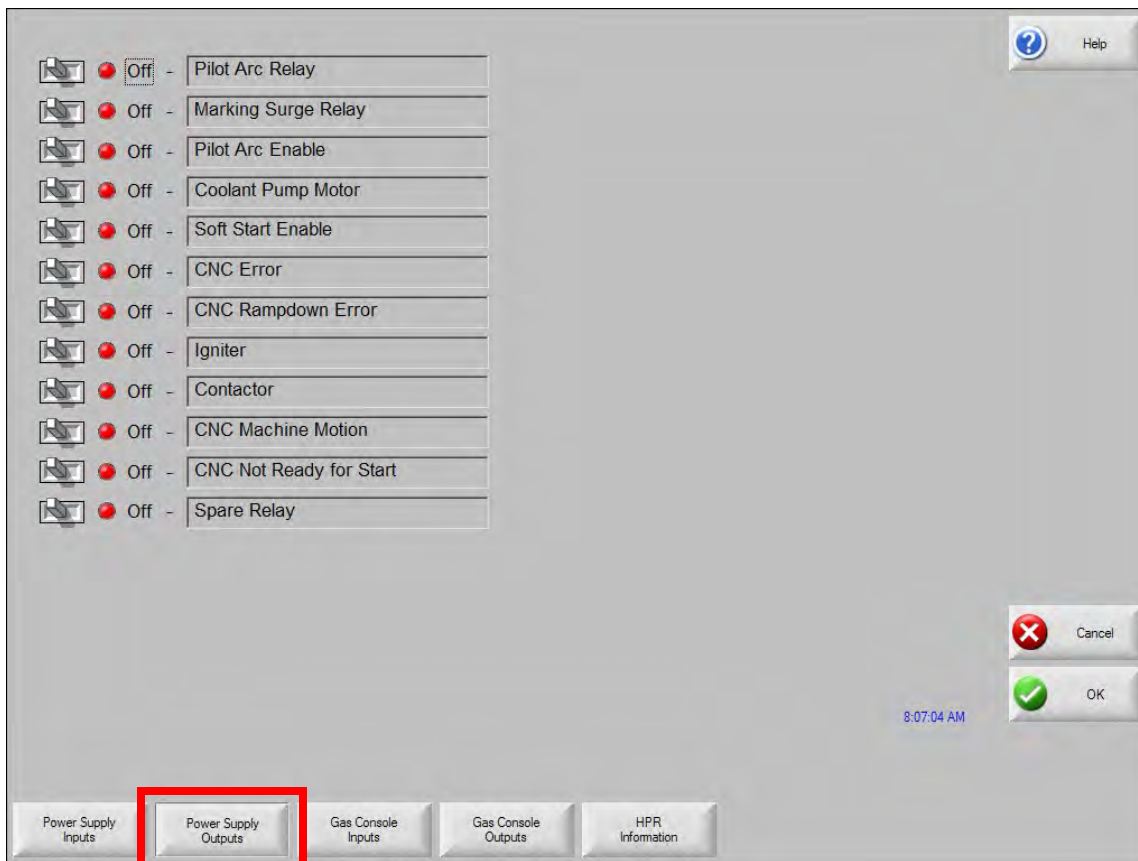 Help
Off - Pilot Arc Relay
Off - Marking Surge Relay
Off - Pilot Arc Enable
Off - Coolant Pump Motor
Off - Soft Start Enable
Off - CNC Error
Off - CNC Rampdown Error
Off - Igniter
Off - Contactor
Off - CNC Machine Motion
Off - CNC Not Ready for Start
Off - Spare Relay
Cancel
OK
8:07:04 AM
Power Supply
Inputs
Power Supply
Outputs
Gas Console
Inputs
Gas Console
Outputs
HPR
Information